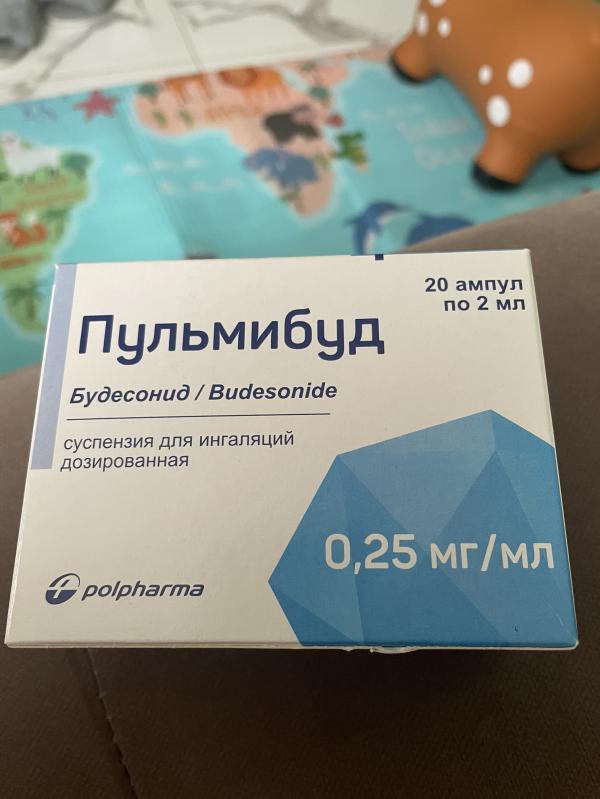 20 ампул
по 2 мл
Пульмибуд
Будесонид / Budesonide
суспензия для ингаляций
дозированная
0,25 мг/мл
polpharma